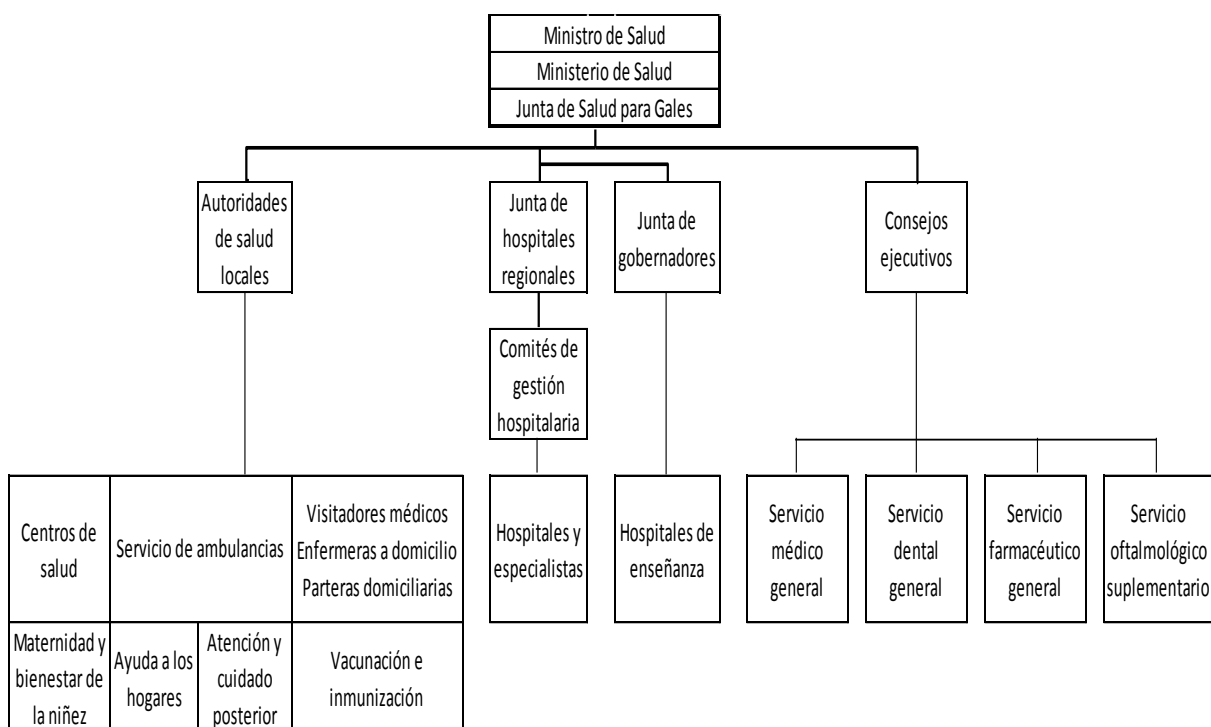 Ministro de Salud
Ministerio de Salud
Junta de Salud para Gales
Autoridades
de salud
locales
Junta de
hospitales
regionales
Junta de
gobernadores
Consejos
ejecutivos
Comités de
gestión
hospitalaria
Centros de
salud
Servicio de ambulancias
Visitadores médicos
Enfermeras a domicilio
Parteras domiciliarias
Hospitales y
especialistas
Hospitales de
enseñanza
Servicio
médico
general
Servicio
dental
general
Servicio
farmacéutico
general
Servicio
oftalmológico
suplementario
Maternidad y
bienestar de
la niñez
Ayuda a los
hogares
Atención y
cuidado
posterior
Vacunación e
inmunización